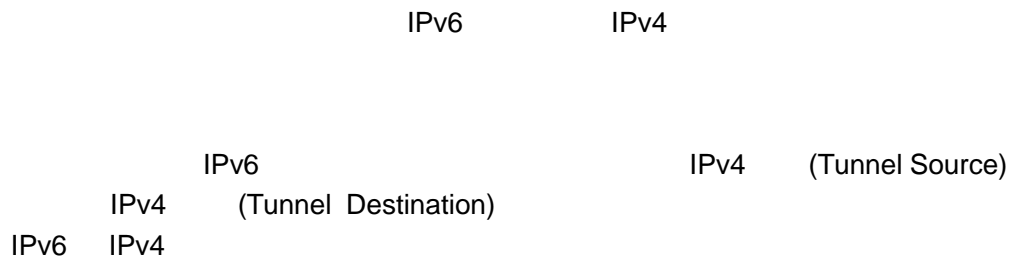 IPv6 IPv4
IPv6 IPv4 (Tunnel Source)
IPv4 (Tunnel Destination)
IPv6 IPv4